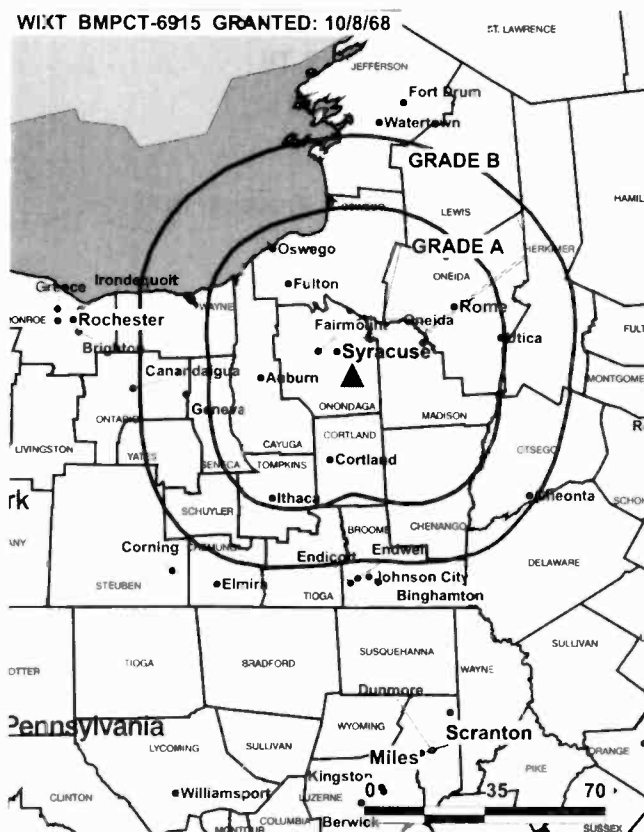 WIXT BMPCT-6915 GRANTED: 10/8/68
ST. LAWRENCE
JEFFERSON
Fort Drum
Watertown
GRADE B
LEWIS
HAMIL
GRADE A
HERKIMER
Oswego
ONEIDA
Irondequoit
Greece
WAYNE
Fulton
Rome
ONROE
Rochester
Fairmount
Oneida
Utica
FULT
Brighton
Syracuse
Canandaigua
Auburn
MONTGOME
ONTARIO
Geneva
ONONDAGA
MADISON
LIVINGSTON
YATES
SENECA
CAYUGA
CORTLAND
OTSEGO
TOMPKINS
Cortland
rk
SCHUYLER
Ithaca
Oneonta
SCHO
ANY
BROOME
CHENANGO
Corning
CHEMUNG
Endicott
Endwell
DELAWARE
STEUBEN
Elmira
TIOGA
Johnson City
Binghamton
OTTER
TIOGA
BRADFORD
SUSQUEHANNA
WAYNE
SULLIVAN
Dunmore
Pennsylvania
WYOMING
Scranton
LYCOMING
SULLIVAN
Miles
ORANGE
PIKE
Kingston
0
35
70
CLINTON
Williamsport
LUZERNE
COLUMBIA
MONTOUR
Berwick
SUSSEX